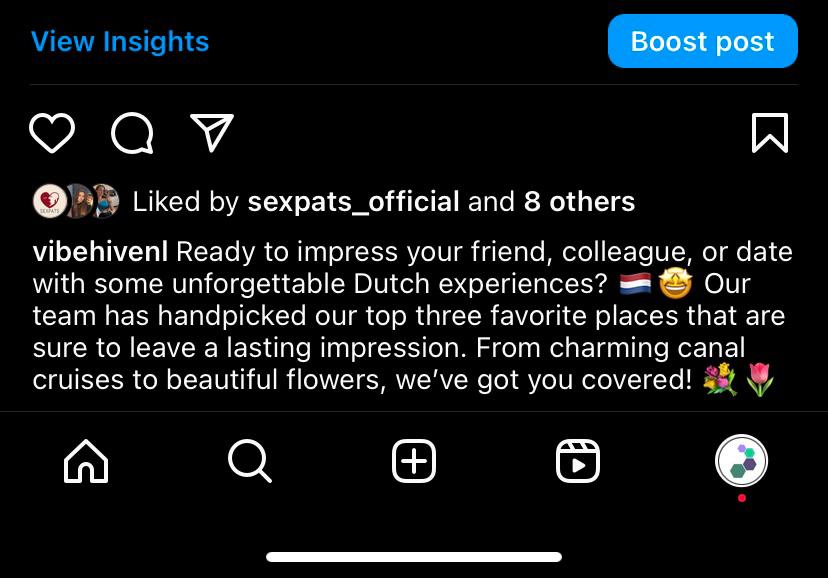 View Insights
Boost post
SEXPATS
Liked by sexpats_official and 8 others
vibehivenl Ready to impress your friend, colleague, or date
with some unforgettable Dutch experiences? 🇳🇱🤩 Our
team has handpicked our top three favorite places that are
sure to leave a lasting impression. From charming canal
cruises to beautiful flowers, we’ve got you covered! 💐🌷